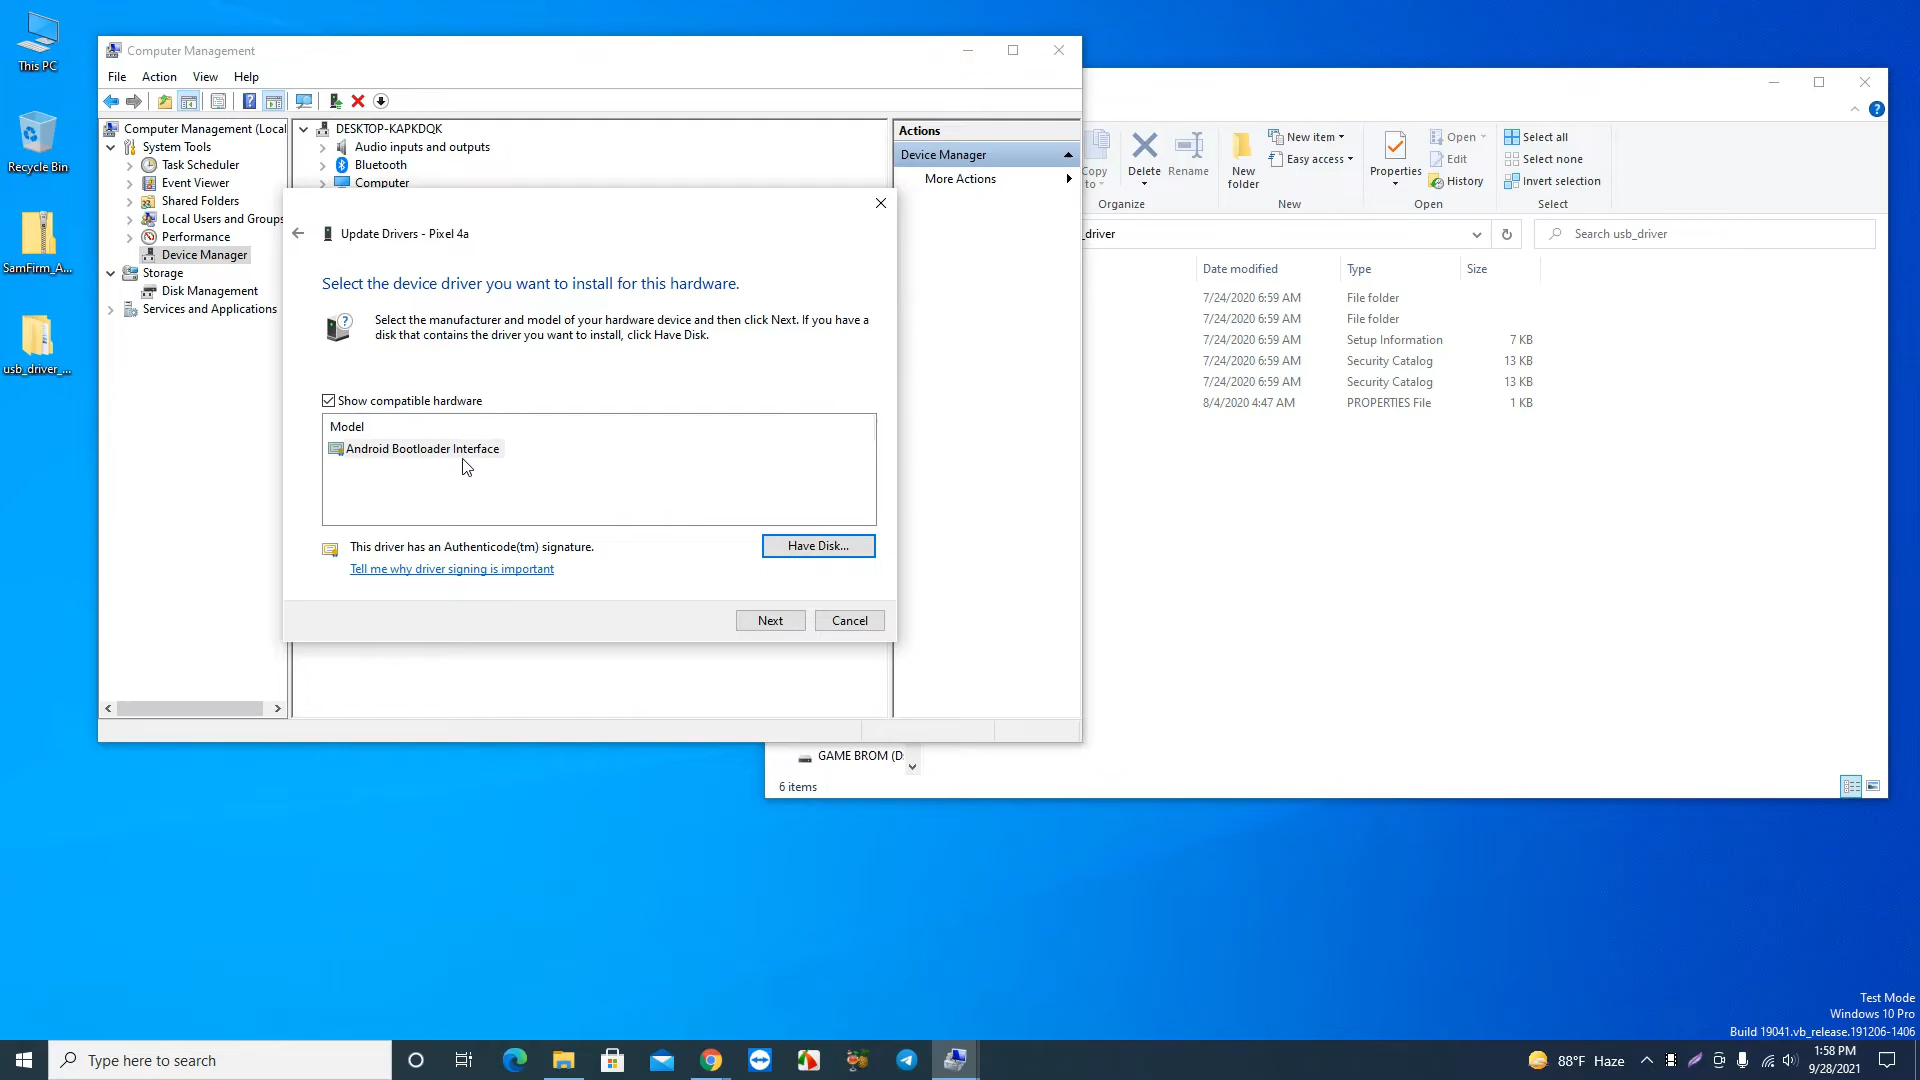 This PC
Recycle Bin
SamFirm_A...
usb_driver_...
Computer Management
File Action View Help
Computer Management (Local
System Tools
Task Scheduler
Event Viewer
Shared Folders
Local Users and Groups
Performance
Device Manager
Storage
Disk Management
Services and Applications
DESKTOP-KAPKDQK
Audio inputs and outputs
Bluetooth
Computer
Actions
Device Manager
More Actions
Update Drivers - Pixel 4a
Select the device driver you want to install for this hardware.
Select the manufacturer and model of your hardware device and then click Next. If you have a
disk that contains the driver you want to install, click Have Disk.
Show compatible hardware
Model
Android Bootloader Interface
This driver has an Authenticode(tm) signature.
Have Disk...
Tell me why driver signing is important
Next Cancel
Copy
to
Delete
Rename
Organize
New
folder
New item
Easy access
New
Properties
Open
Edit
History
Open
Select all
Select none
Invert selection
Select
_driver
Search usb_driver
Date modified Type Size
7/24/2020 6:59 AM File folder
7/24/2020 6:59 AM File folder
7/24/2020 6:59 AM Setup Information 7 KB
7/24/2020 6:59 AM Security Catalog 13 KB
7/24/2020 6:59 AM Security Catalog 13 KB
8/4/2020 4:47 AM PROPERTIES File 1 KB
GAME BROM (D:
6 items
Test Mode
Windows 10 Pro
Build 19041.vb_release.191206-1406
Type here to search
88°F Haze
1:58 PM
9/28/2021